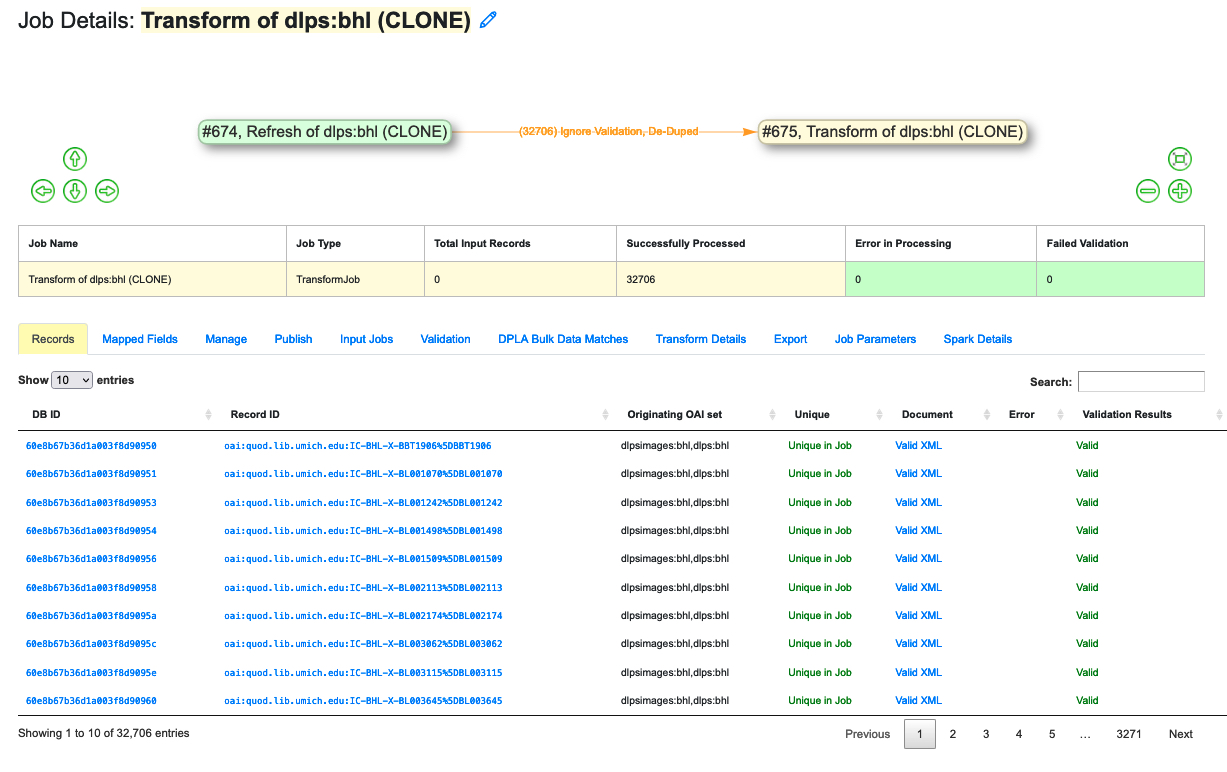 Job Details: Transform of dlps:bhl (CLONE)
#674, Refresh of dlps:bhl (CLONE) (32706) Ignore Validation, De-Duped #675, Transform of dlps:bhl (CLONE)
Job Name Job Type Total Input Records Successfully Processed Error in Processing Failed Validation
Transform of dlps:bhl (CLONE) TransformJob 0 32706 0 0
Records Mapped Fields Manage Publish Input Jobs Validation DPLA Bulk Data Matches Transform Details Export Job Parameters Spark Details
Show 10 entries Search:
DB ID Record ID Originating OAI set Unique Document Error Validation Results
60e8b67b36d1a003f8d90950 oai:quod.lib.umich.edu:IC-BHL-X-BBT1906%5DBBT1906 dlpsimages:bhl,dlps:bhl Unique in Job Valid XML Valid
60e8b67b36d1a003f8d90951 oai:quod.lib.umich.edu:IC-BHL-X-BL001070%5DBL001070 dlpsimages:bhl,dlps:bhl Unique in Job Valid XML Valid
60e8b67b36d1a003f8d90953 oai:quod.lib.umich.edu:IC-BHL-X-BL001242%5DBL001242 dlpsimages:bhl,dlps:bhl Unique in Job Valid XML Valid
60e8b67b36d1a003f8d90954 oai:quod.lib.umich.edu:IC-BHL-X-BL001498%5DBL001498 dlpsimages:bhl,dlps:bhl Unique in Job Valid XML Valid
60e8b67b36d1a003f8d90956 oai:quod.lib.umich.edu:IC-BHL-X-BL001509%5DBL001509 dlpsimages:bhl,dlps:bhl Unique in Job Valid XML Valid
60e8b67b36d1a003f8d90958 oai:quod.lib.umich.edu:IC-BHL-X-BL002113%5DBL002113 dlpsimages:bhl,dlps:bhl Unique in Job Valid XML Valid
60e8b67b36d1a003f8d9095a oai:quod.lib.umich.edu:IC-BHL-X-BL002174%5DBL002174 dlpsimages:bhl,dlps:bhl Unique in Job Valid XML Valid
60e8b67b36d1a003f8d9095c oai:quod.lib.umich.edu:IC-BHL-X-BL003062%5DBL003062 dlpsimages:bhl,dlps:bhl Unique in Job Valid XML Valid
60e8b67b36d1a003f8d9095e oai:quod.lib.umich.edu:IC-BHL-X-BL003115%5DBL003115 dlpsimages:bhl,dlps:bhl Unique in Job Valid XML Valid
60e8b67b36d1a003f8d90960 oai:quod.lib.umich.edu:IC-BHL-X-BL003645%5DBL003645 dlpsimages:bhl,dlps:bhl Unique in Job Valid XML Valid
Showing 1 to 10 of 32,706 entries Previous 1 2 3 4 5 … 3271 Next